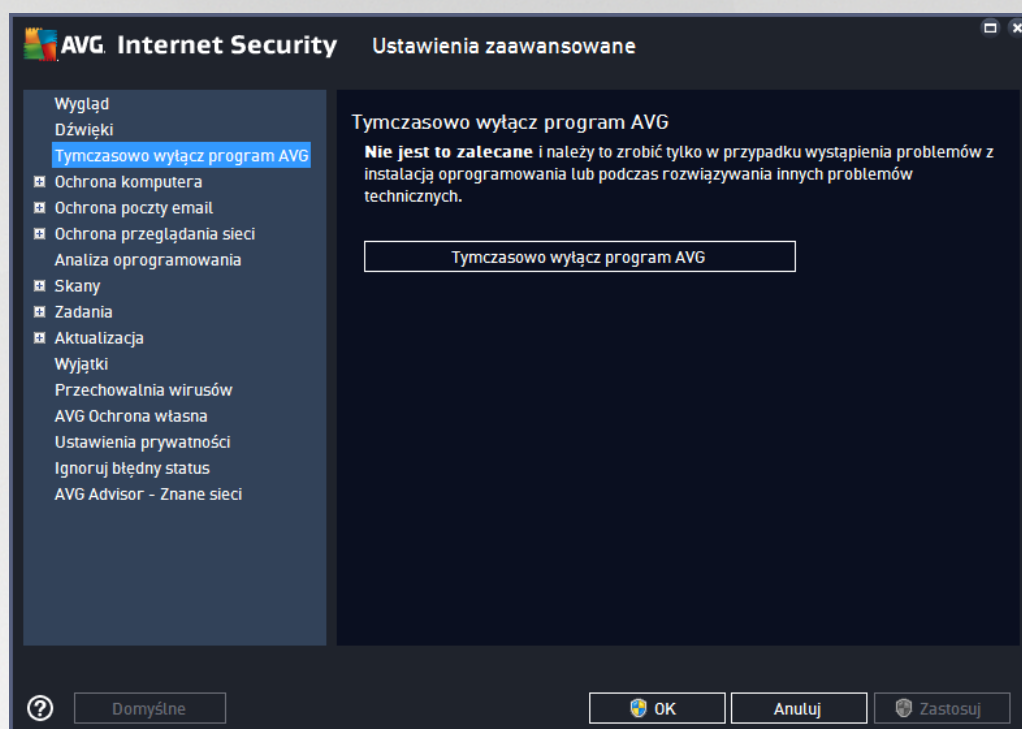 AVG. Internet Security Ustawienia zaawansowane
Wygląd
Dźwięki
Tymczasowo wyłącz program AVG
Ochrona komputera
Ochrona poczty email
Ochrona przeglądania sieci
Analiza oprogramowania
Skany
Zadania
Aktualizacja
Wyjątki
Przechowalnia wirusów
AVG Ochrona własna
Ustawienia prywatności
Ignoruj błędny status
AVG Advisor - Znane sieci
Tymczasowo wyłącz program AVG
Nie jest to zalecane i należy to zrobić tylko w przypadku wystąpienia problemów z
instalacją oprogramowania lub podczas rozwiązywania innych problemów
technicznych.
Tymczasowo wyłącz program AVG
? Domyślne OK Anuluj Zastosuj